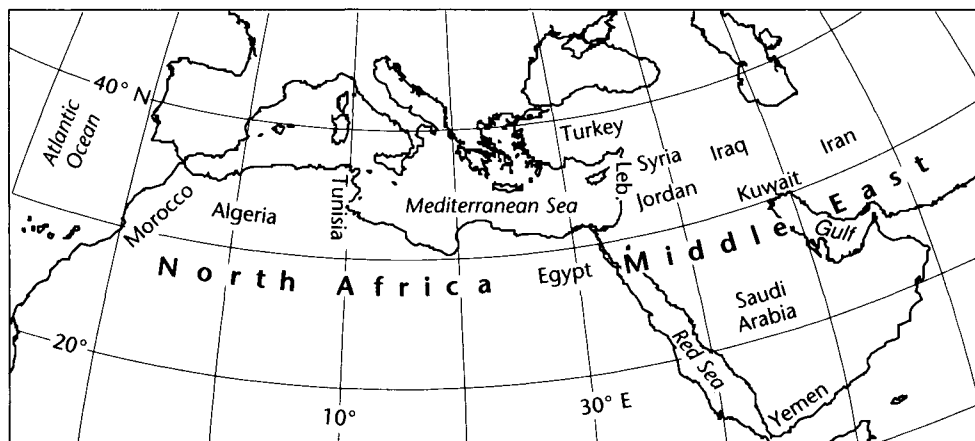 40° N
Atlantic
Ocean
Turkey
Syria
Iraq
Iran
Leb.
Morocco
Algeria
Tunisia
Mediterranean Sea
Jordan
Kuwait
Gulf
Middle East
North Africa
Egypt
Saudi
Arabia
20°
Red Sea
10°
30° E
Yemen